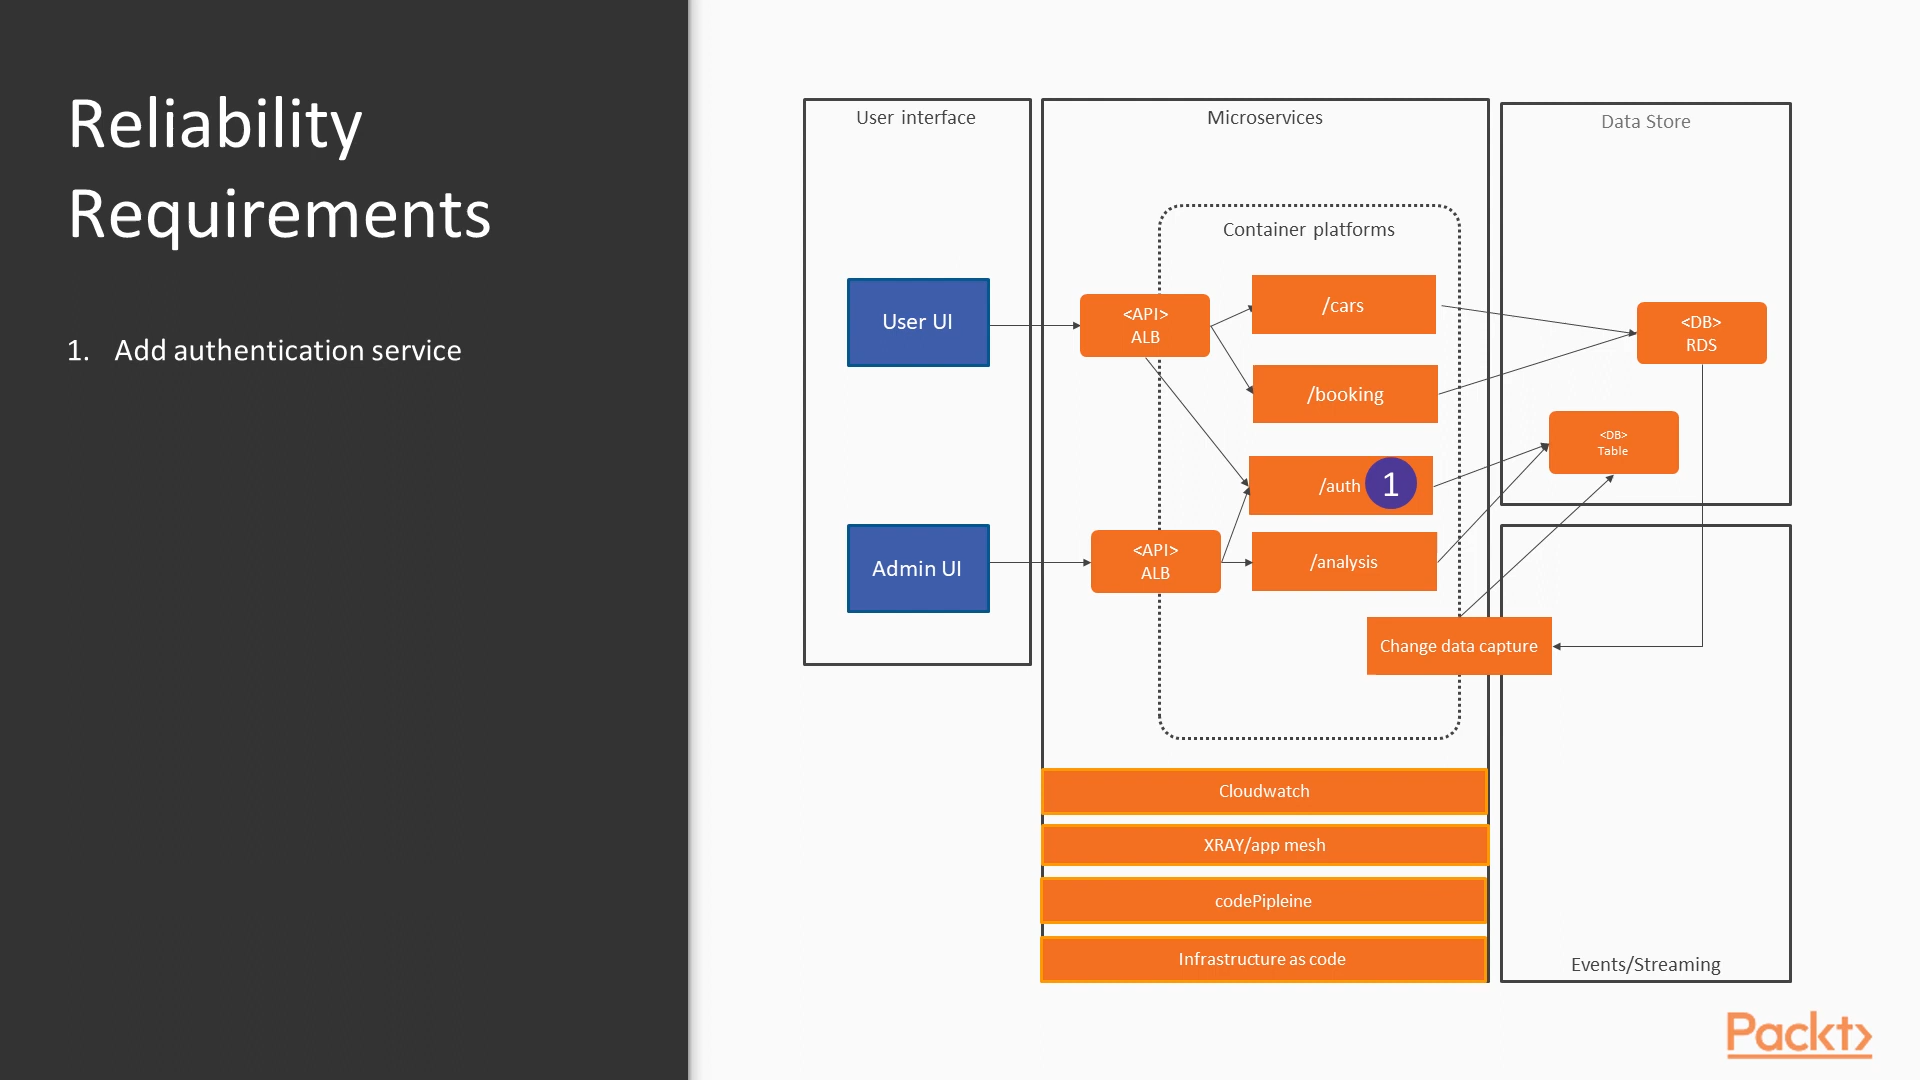 Reliability
Requirements
1. Add authentication service
User interface
Microservices
Data Store
Container platforms
User UI
<API>
ALB
/cars
<DB>
RDS
/booking
<DB>
Table
/auth
1
Admin UI
<API>
ALB
/analysis
Change data capture
Cloudwatch
XRAY/app mesh
codePipleine
Infrastructure as code
Events/Streaming
Packt>